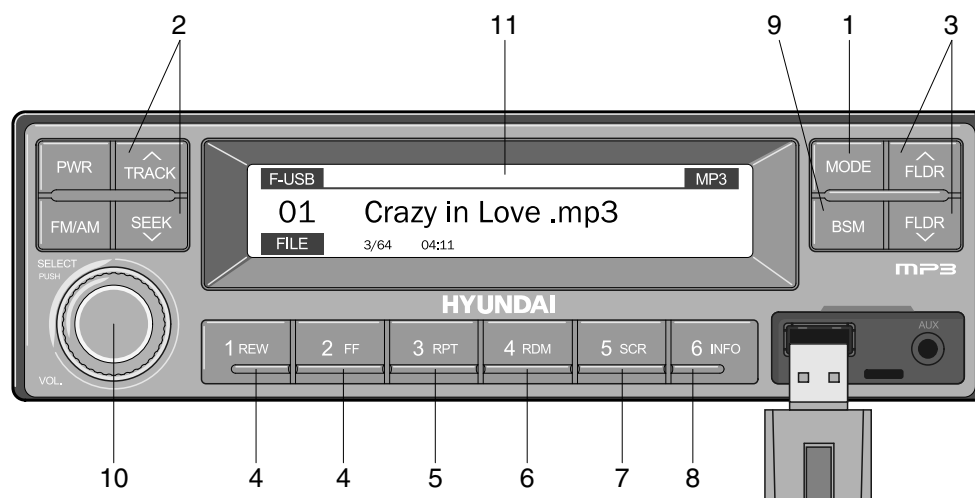 2 11 9 1 3
PWR TRACK
F-USB MP3
MODE FLDR
01 Crazy in Love .mp3
FM/AM SEEK
BSM FLDR
FILE 3/64 04:11
SELECT
PUSH
MP3
HYUNDAI
AUX
1 REW 2 FF 3 RPT 4 RDM 5 SCR 6 INFO
VOL.
10 4 4 5 6 7 8